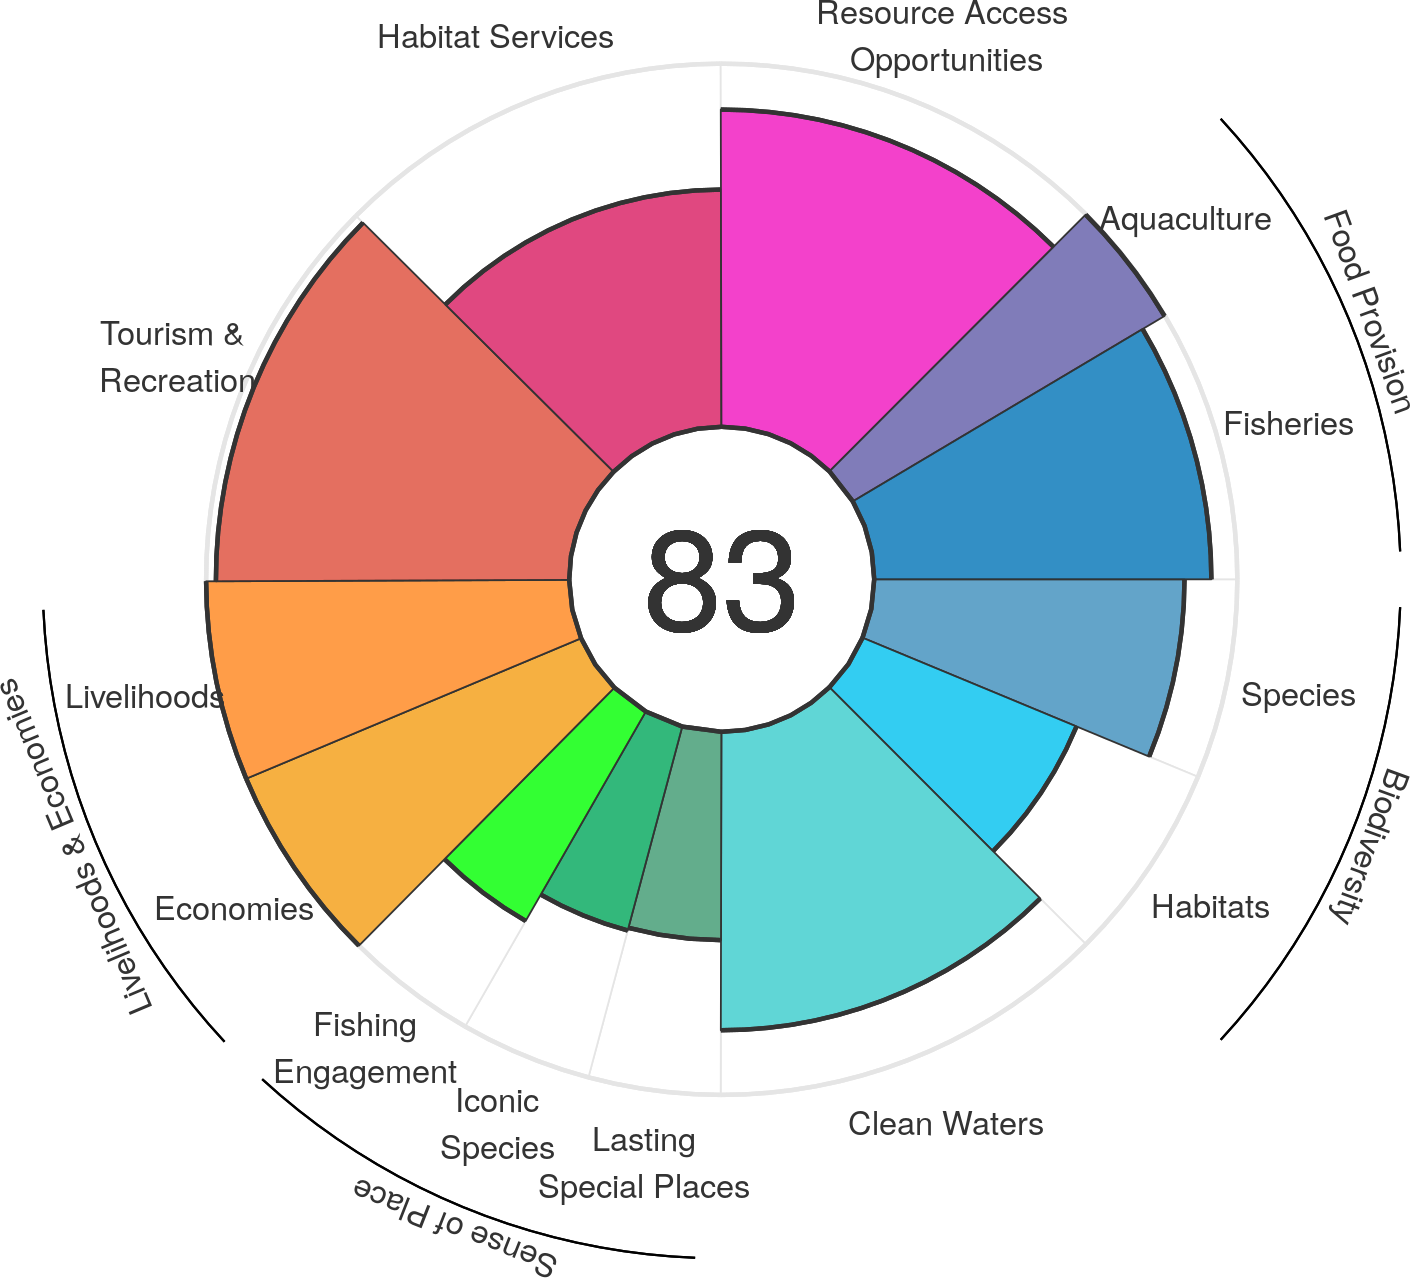 Habitat Services
Resource Access
Opportunities
Aquaculture
Food Provision
Fisheries
Species
Biodiversity
Habitats
Clean Waters
Lasting
Special Places
Iconic
Species
Fishing
Engagement
Sense of Place
Economies
Livelihoods
Livelihoods & Economies
Tourism &
Recreation
83